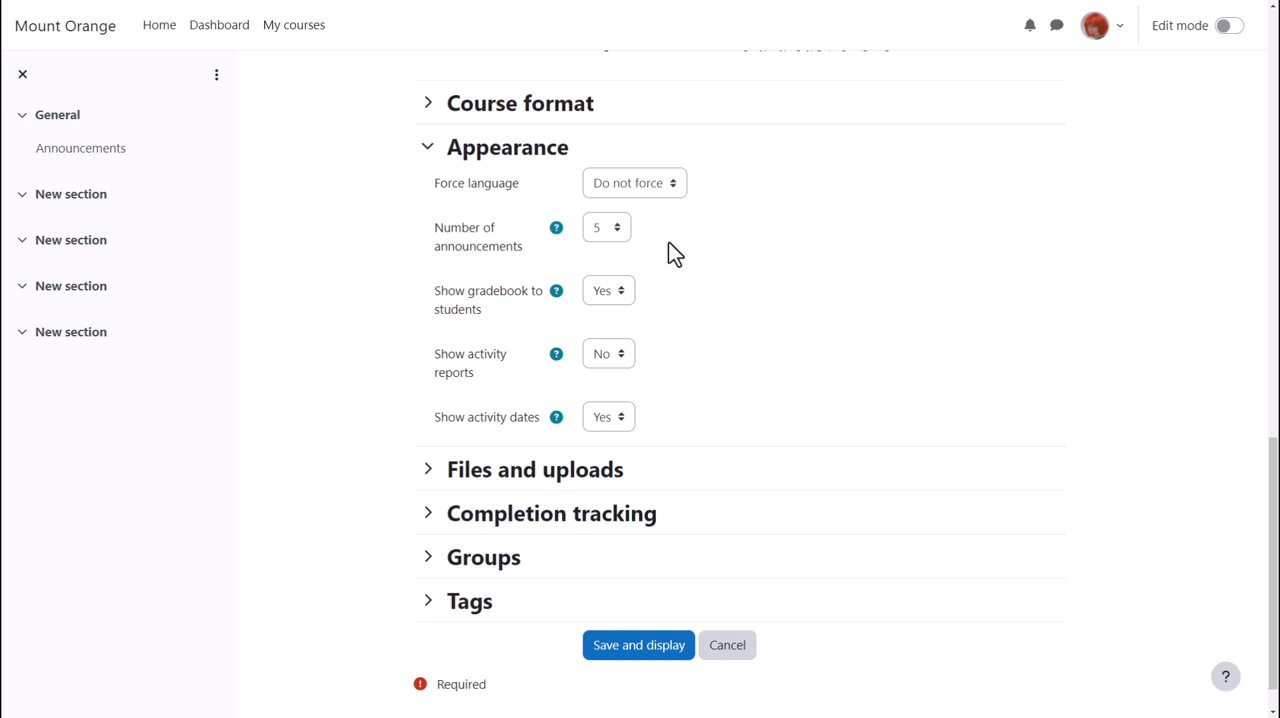 Mount Orange
Home
Dashboard
My courses
Edit mode
General
Announcements
New section
New section
New section
New section
Course format
Appearance
Force language
Do not force
Number of
announcements
?
5
Show gradebook to
students
?
Yes
Show activity
reports
?
No
Show activity dates
?
Yes
Files and uploads
Completion tracking
Groups
Tags
Save and display
Cancel
! Required
?